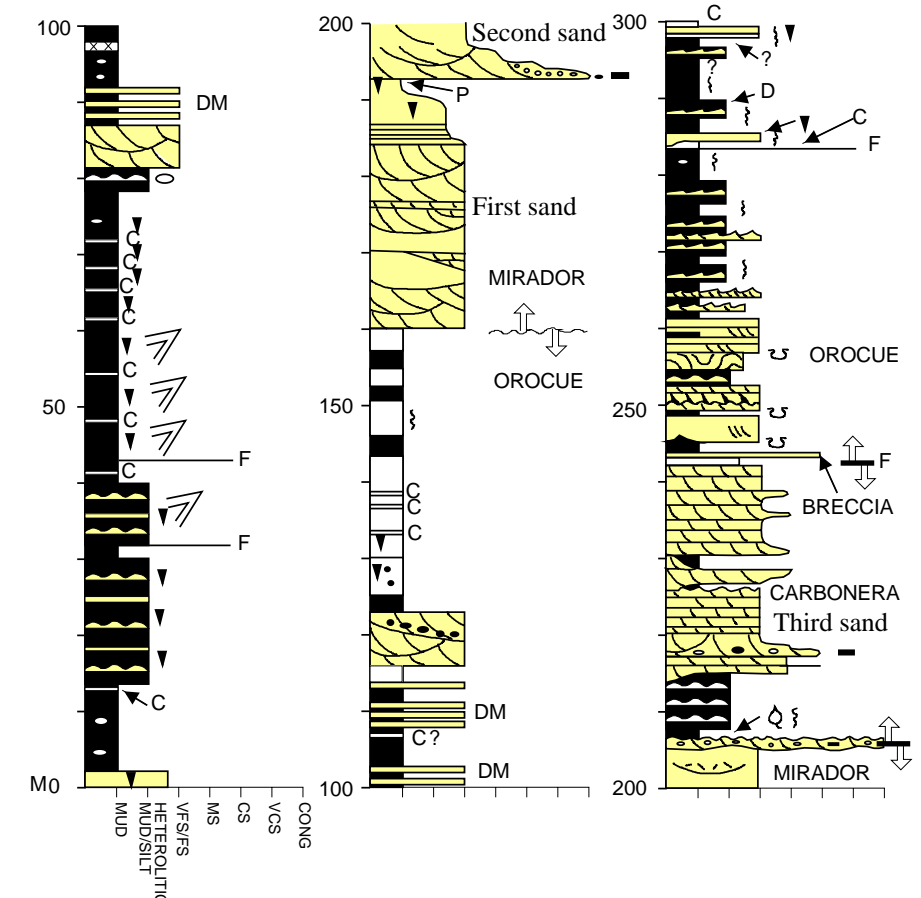 100
DM
C
C
C
C
C
50
C
F
C
F
C
M0
MUD
MUD/SILT
HETEROLITIC
VFS/FS
MS
CS
VCS
CONG
200
Second sand
P
First sand
MIRADOR
OROCUE
150
C
C
C
DM
C ?
DM
100
300
C
?
?
D
C
F
OROCUE
250
F
BRECCIA
CARBONERA
Third sand
MIRADOR
200